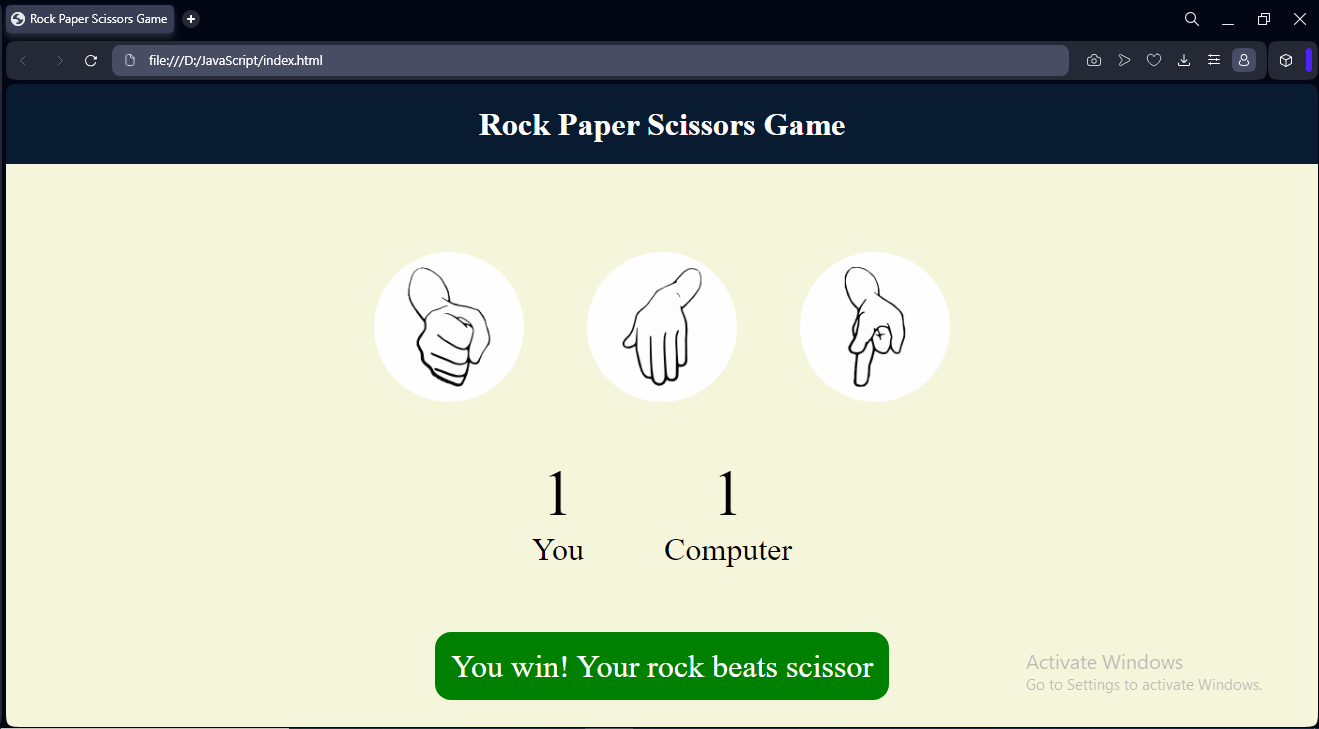 Rock Paper Scissors Game
file:///D:/JavaScript/index.html
Rock Paper Scissors Game
1
1
You
Computer
You win! Your rock beats scissor
Activate Windows
Go to Settings to activate Windows.